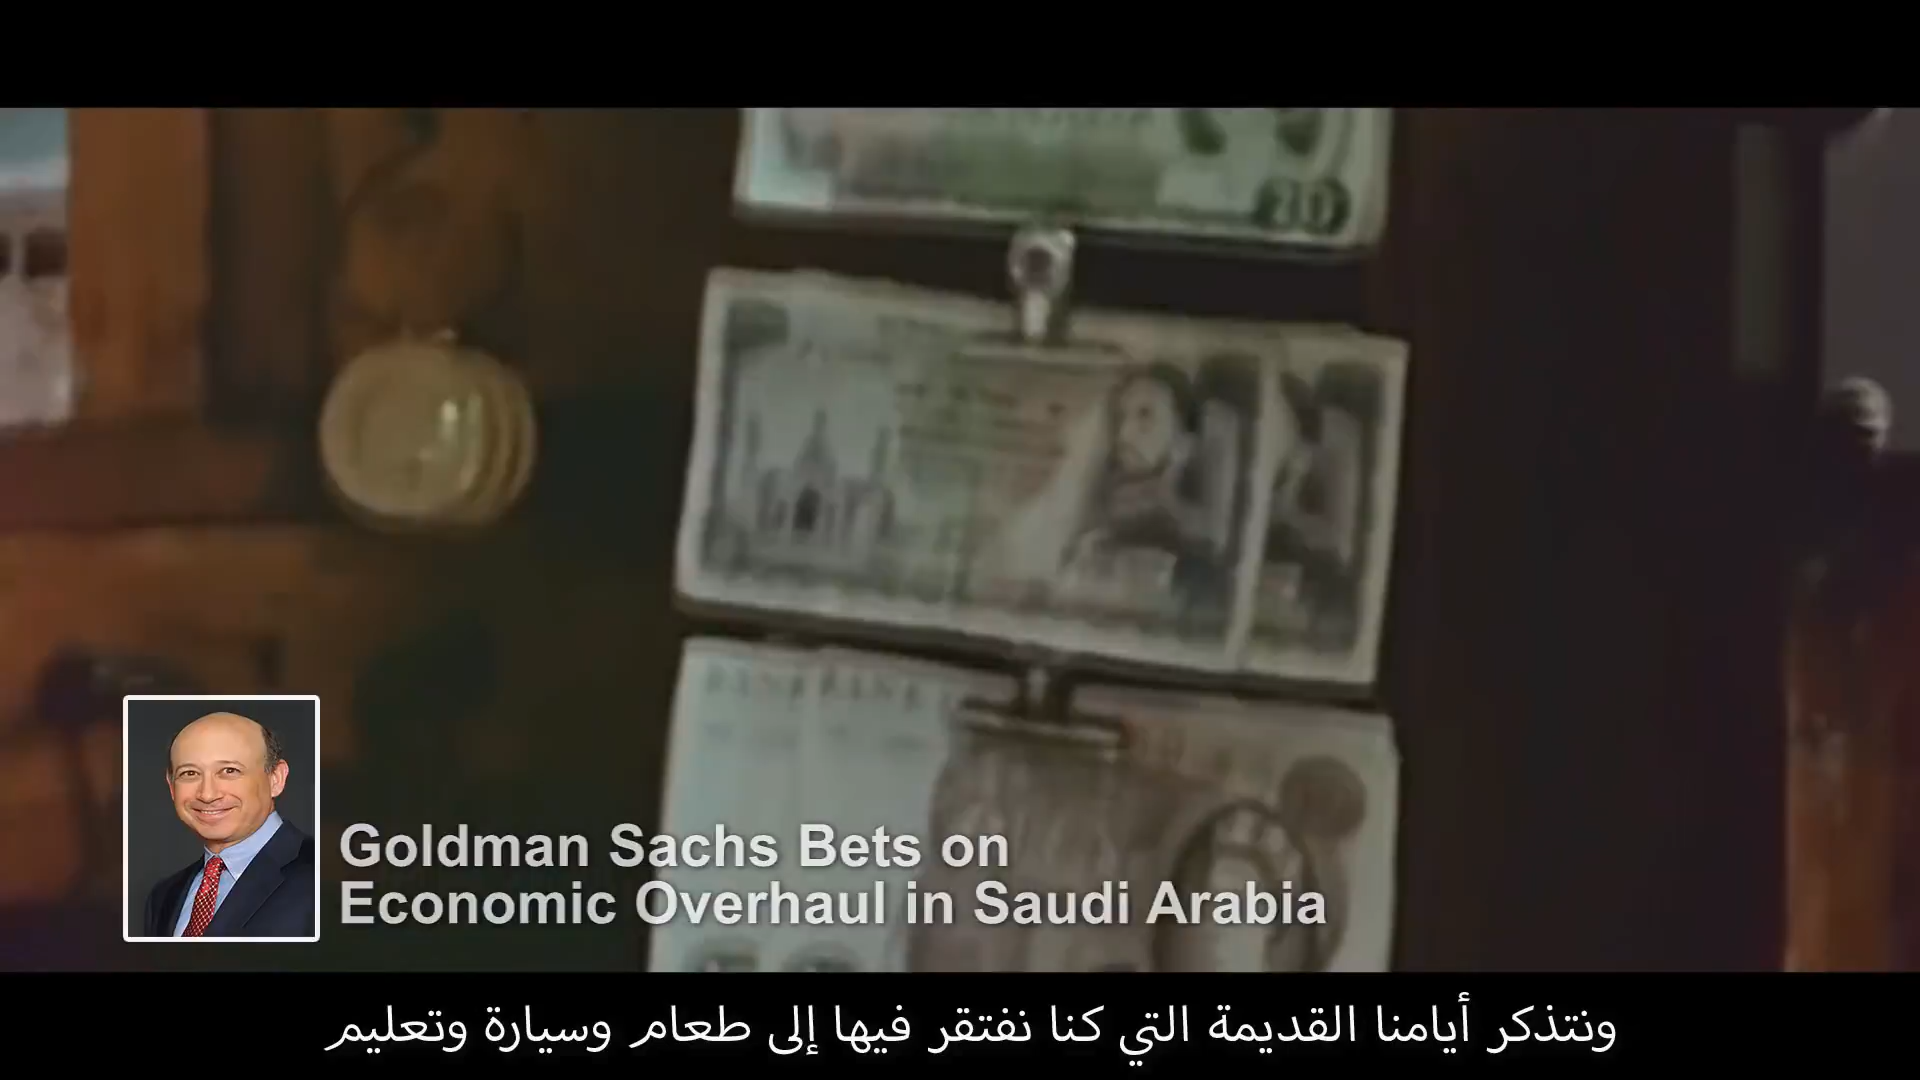 Goldman Sachs Bets on
Economic Overhaul in Saudi Arabia
ونتذكر أيامنا القديمة التي كنا نفتقر فيها إلى طعام وسيارة وتعليم